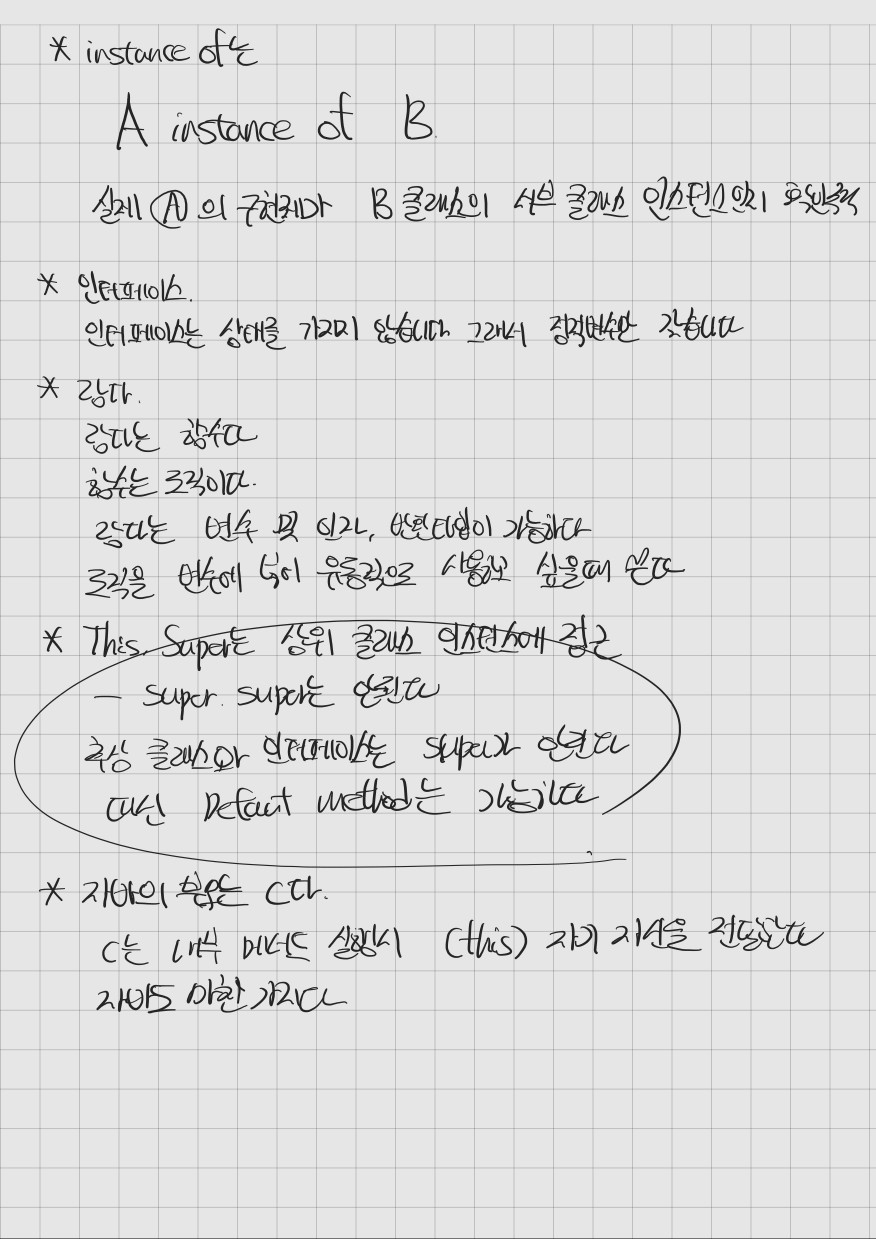 * instance of는
A instance of B.
실제 Ⓐ의 구현체가 B 클래스의 서브 클래스 인스턴스인지
* 인터페이스.
인터페이스는 상태를 가지지 않습니다 그래서 정적변수만 갖습니다
* 람다.
람다는 함수다
함수는 로직이다.
람다는 변수 및 인자, 반환타입이 가능하다
로직을 변수에 넣어 유동적으로 사용하고 싶을때 쓴다
* This. Super는 상위 클래스 인스턴스에 접근
— super. super는 안된다
추상 클래스와 인터페이스는 super가 안된다
대신 Defaut method는 가능하다
* 자바의 부모는 C다.
C는 내부 메서드 실행시 (this) 자기 자신을 전달한다
자바도 마찬가지다